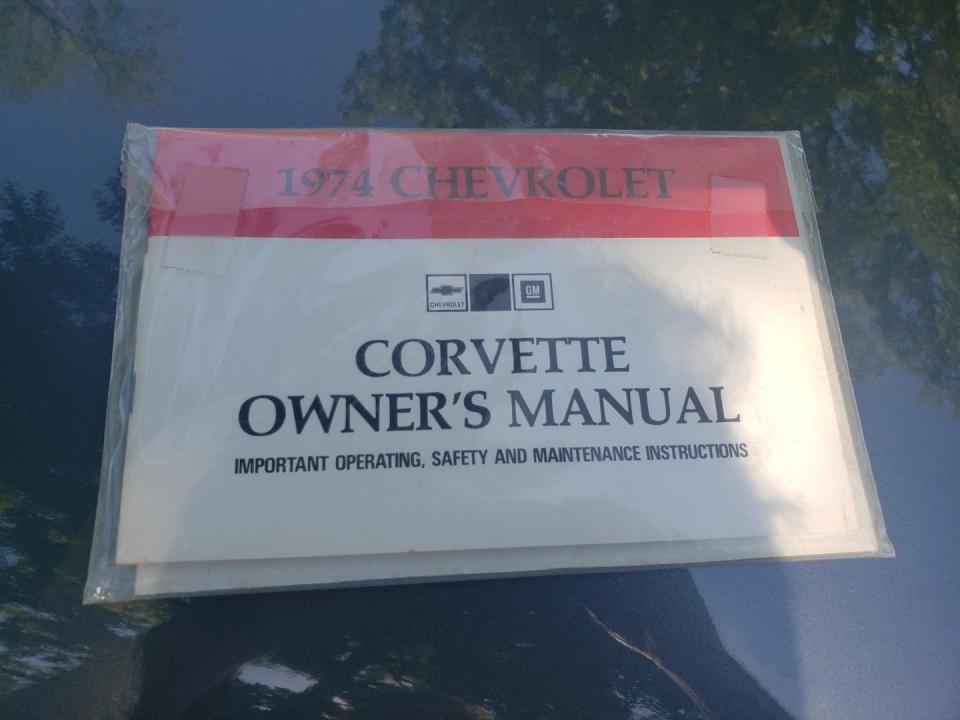 1974 CHEVROLET
CHEVROLET GM
CORVETTE
OWNER'S MANUAL
IMPORTANT OPERATING, SAFETY AND MAINTENANCE INSTRUCTIONS